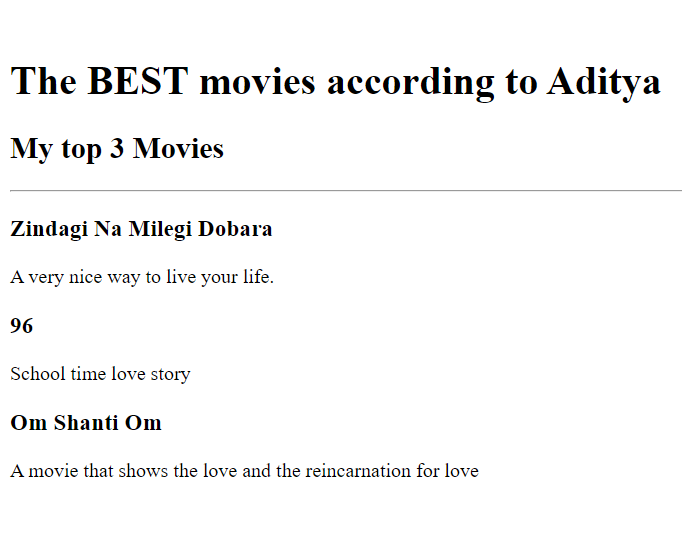 The BEST movies according to Aditya
My top 3 Movies
Zindagi Na Milegi Dobara
A very nice way to live your life.
96
School time love story
Om Shanti Om
A movie that shows the love and the reincarnation for love